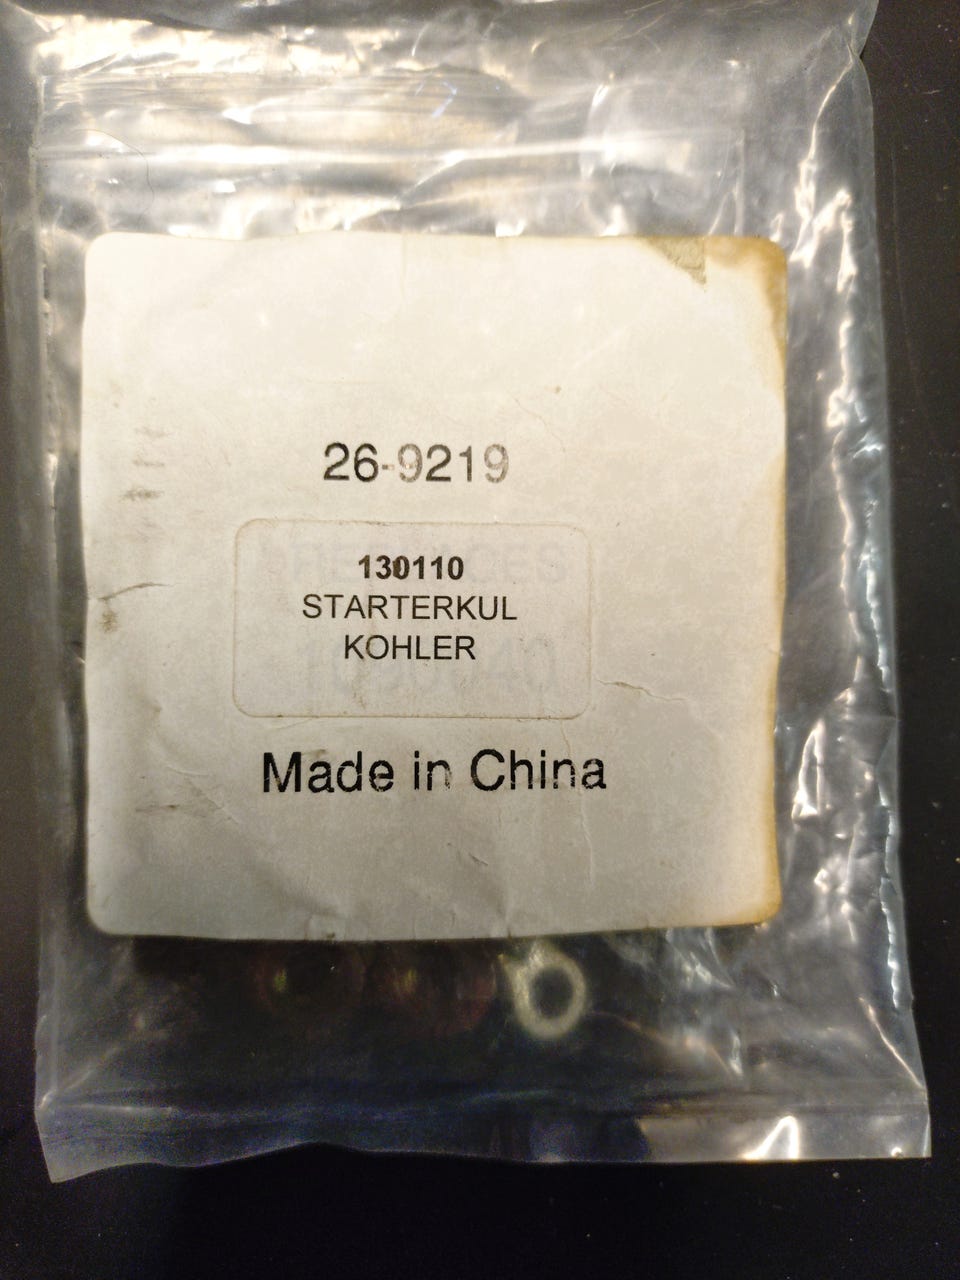 26-9219
130110
STARTERKUL
KOHLER
Made in China